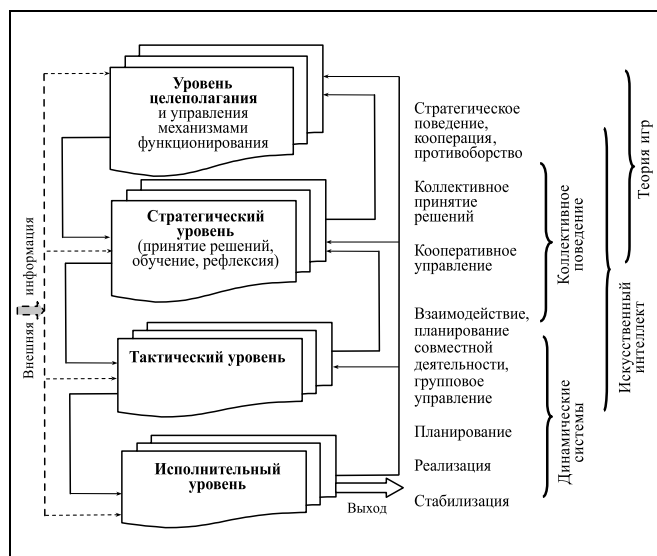 Уровень
целеполагания
и управления
механизмами
функционирования
Стратегический
уровень
(принятие решений,
обучение, рефлексия)
Тактический уровень
Исполнительный
уровень
Внешняя информация
Выход
Стратегическое
поведение,
кооперация,
противоборство
Коллективное
принятие
решений
Кооперативное
управление
Взаимодействие,
планирование
совместной
деятельности,
групповое
управление
Планирование
Реализация
Стабилизация
Коллективное
поведение
Динамические
системы
Искусственный
интеллект
Теория игр